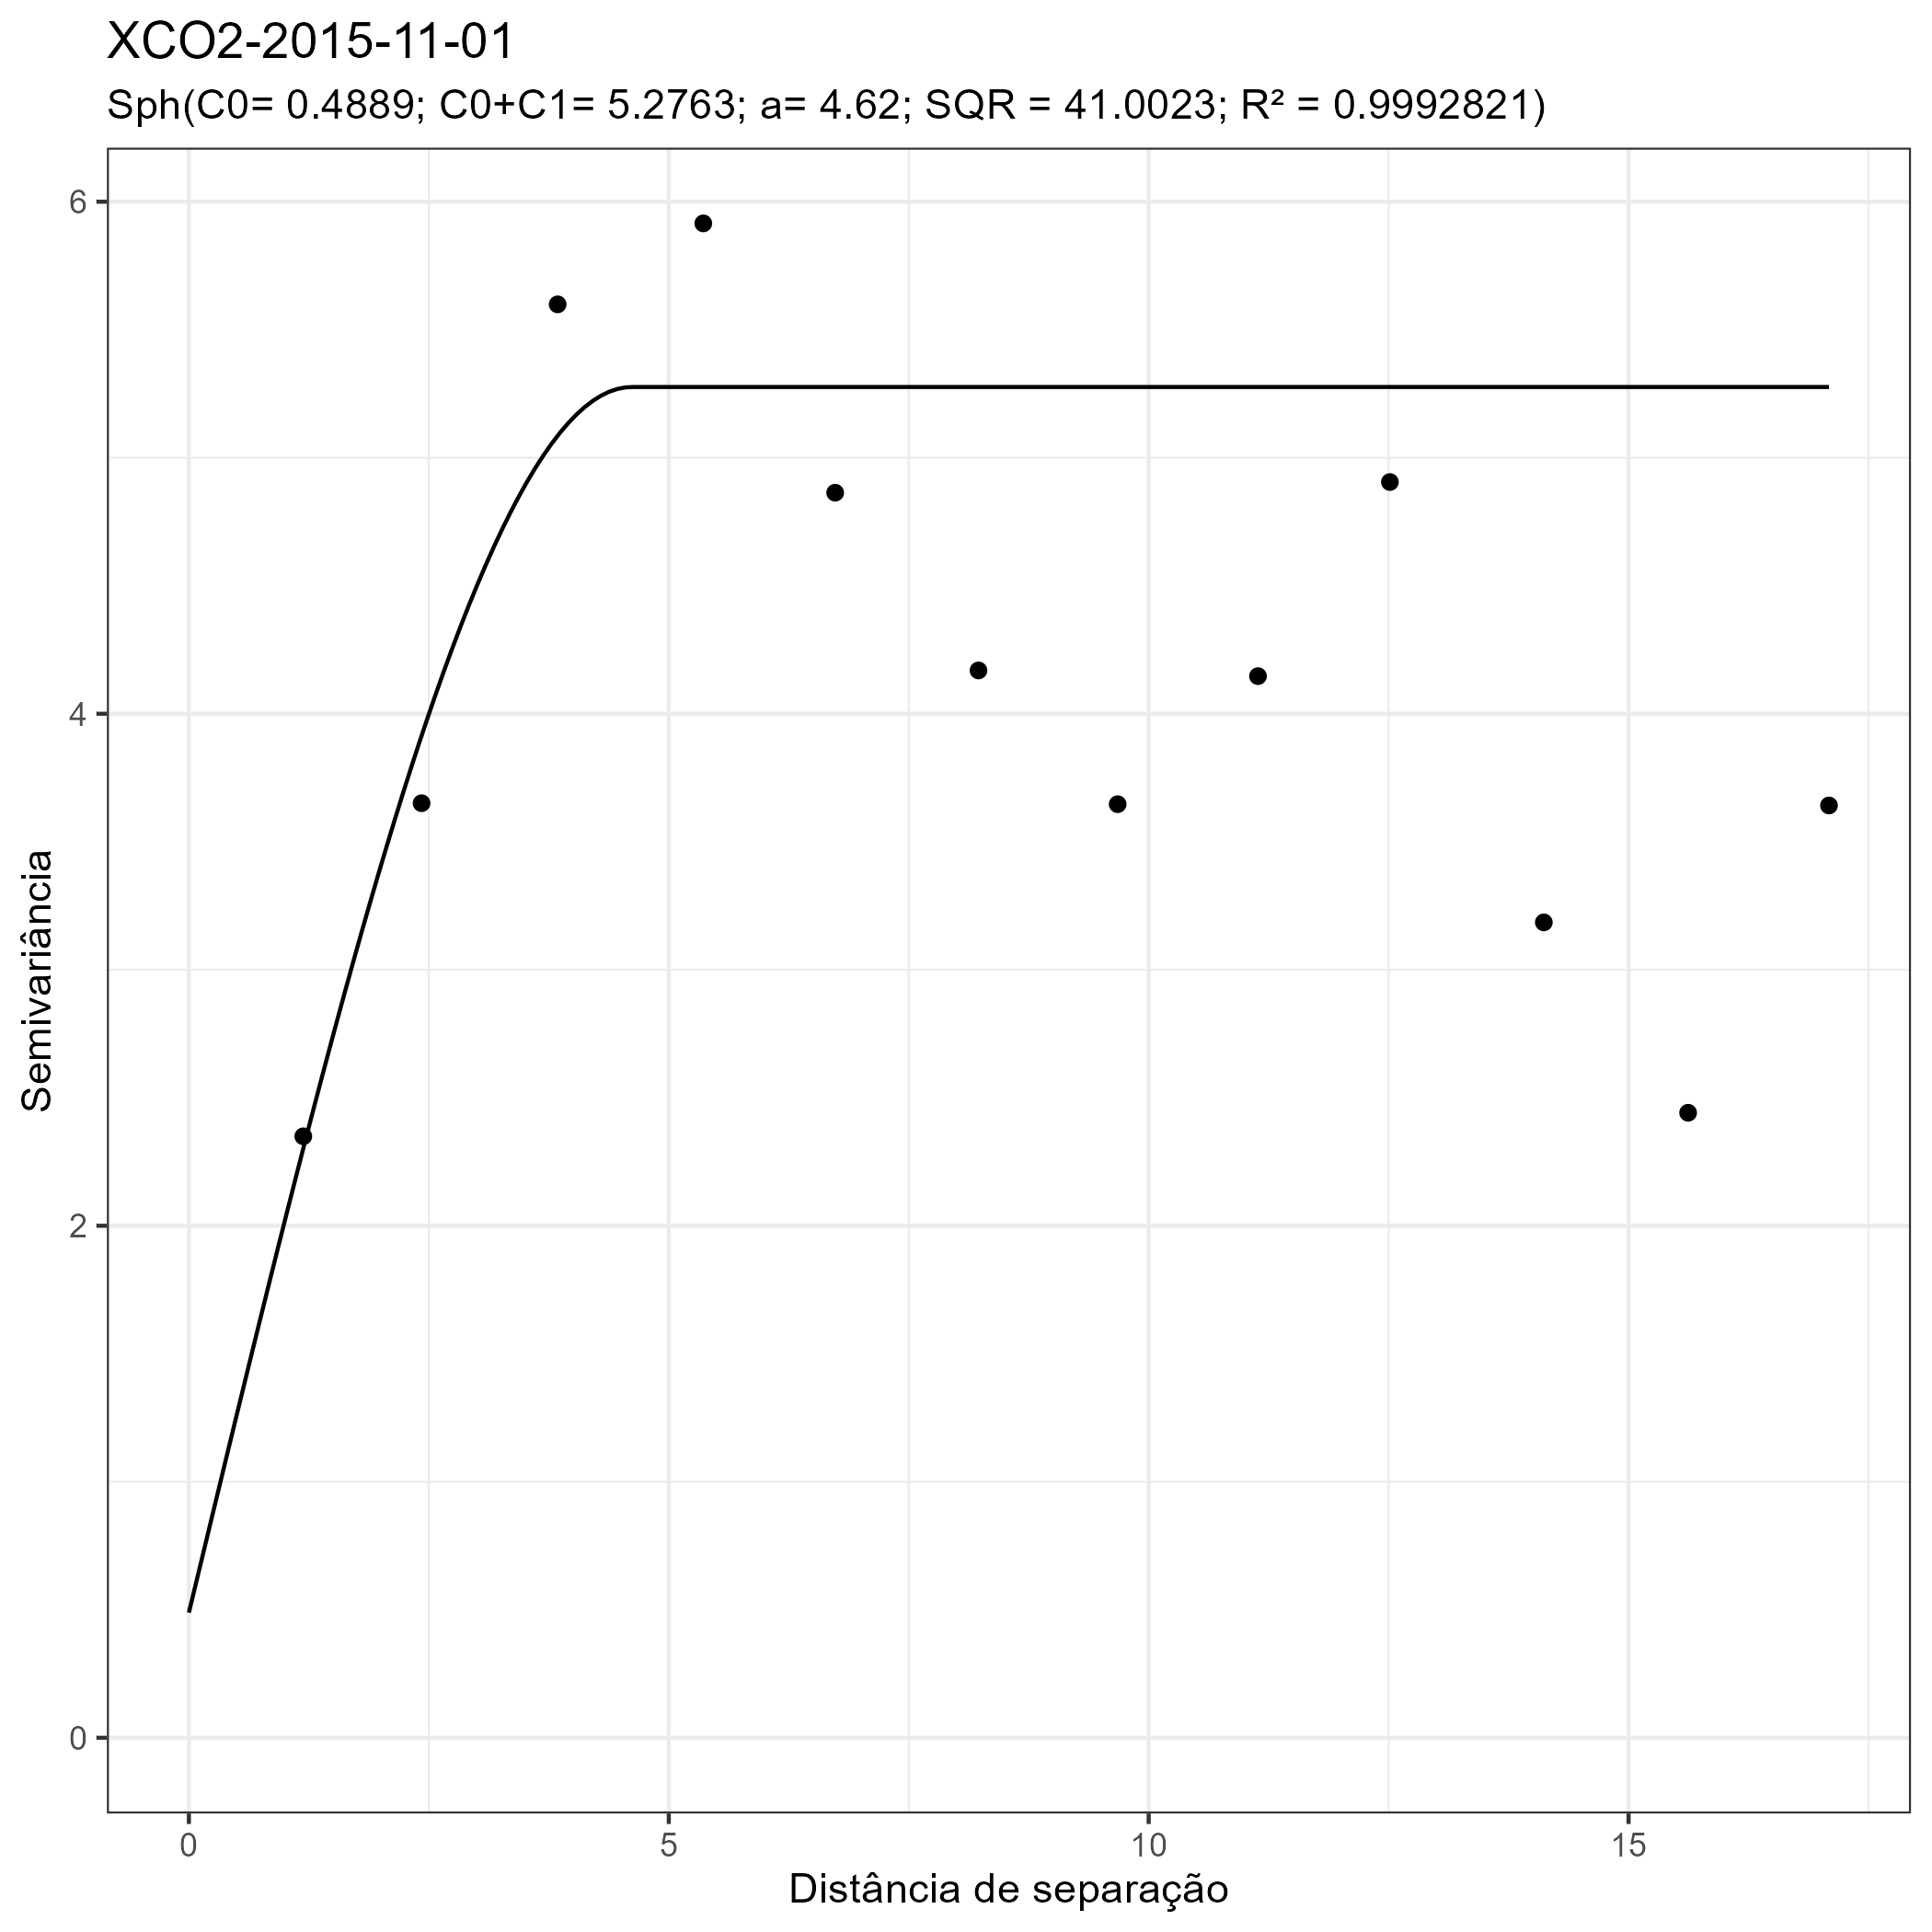 XCO2-2015-11-01
Sph(C0= 0.4889; C0+C1= 5.2763; a= 4.62; SQR = 41.0023; R² = 0.9992821)
6
4
2
0
Semivariância
0 5 10 15
Distância de separação